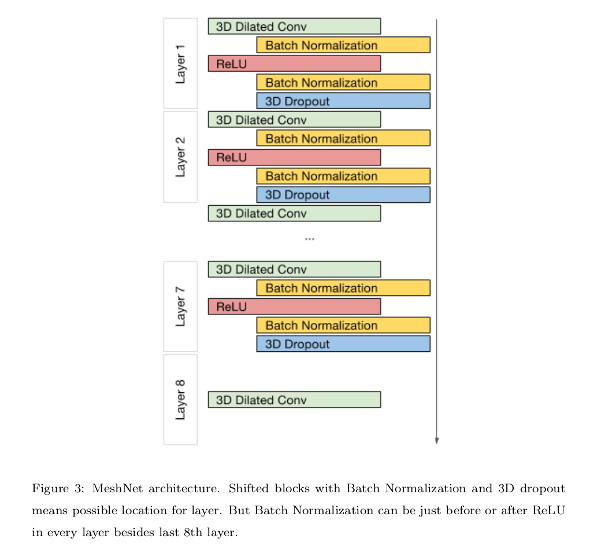 Layer 1
3D Dilated Conv
Batch Normalization
ReLU
Batch Normalization
3D Dropout
Layer 2
3D Dilated Conv
Batch Normalization
ReLU
Batch Normalization
3D Dropout
3D Dilated Conv
...
Layer 7
3D Dilated Conv
Batch Normalization
ReLU
Batch Normalization
3D Dropout
Layer 8
3D Dilated Conv
Figure 3: MeshNet architecture. Shifted blocks with Batch Normalization and 3D dropout
means possible location for layer. But Batch Normalization can be just before or after ReLU
in every layer besides last 8th layer.